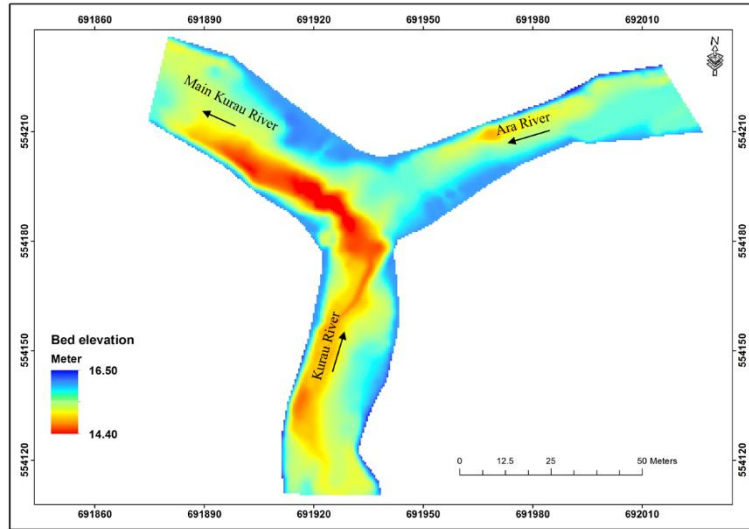 691860 691890 691920 691950 691980 692010
N
Main Kurau River
Ara River
554210 554210
554180 554180
Kurau River
554150 554150
Bed elevation
Meter
16.50
14.40
0 12.5 25 50 Meters
554120 554120
691860 691890 691920 691950 691980 692010